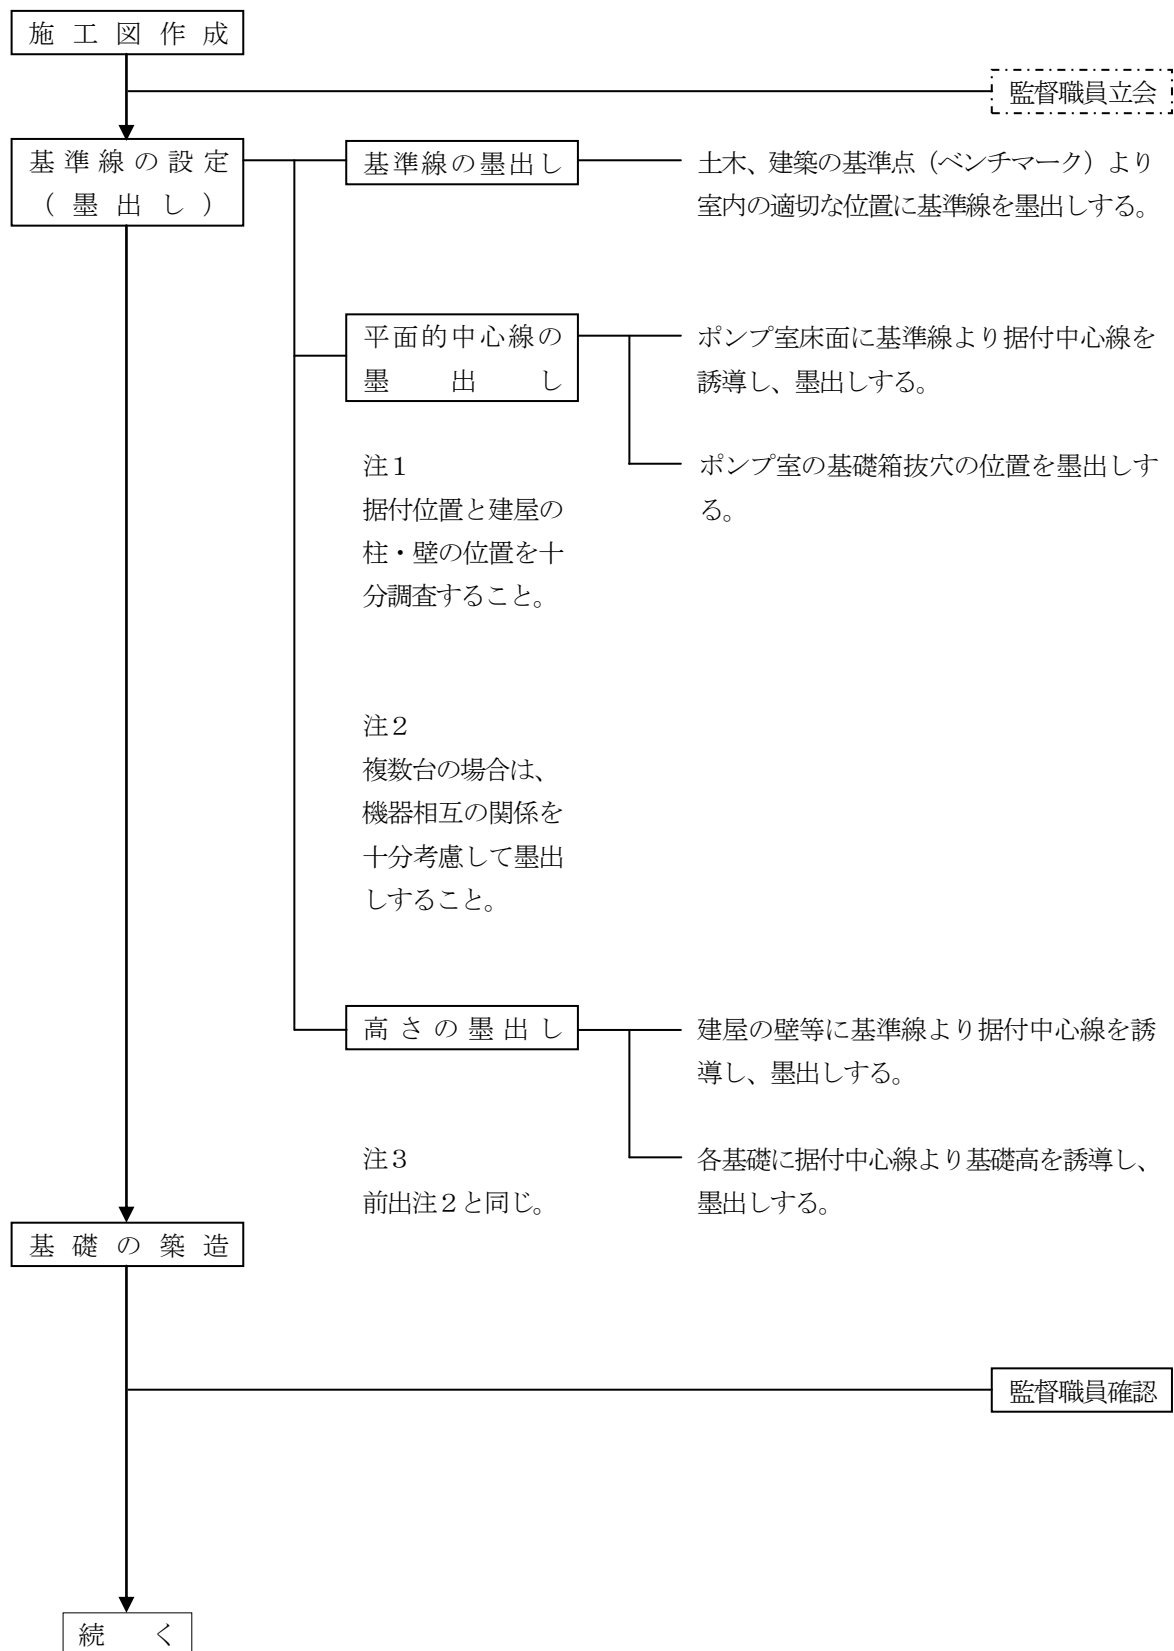 施工図作成
監督職員立会
基準線の設定
（墨出し）
基準線の墨出し
土木、建築の基準点（ベンチマーク）より
室内の適切な位置に基準線を墨出しする。
平面的中心線の
墨出し
ポンプ室床面に基準線より据付中心線を
誘導し、墨出しする。
ポンプ室の基礎箱抜穴の位置を墨出しす
る。
注１
据付位置と建屋の
柱・壁の位置を十
分調査すること。
注２
複数台の場合は、
機器相互の関係を
十分考慮して墨出
しすること。
高さの墨出し
建屋の壁等に基準線より据付中心線を誘
導し、墨出しする。
各基礎に据付中心線より基礎高を誘導し、
墨出しする。
注３
前出注２と同じ。
基礎の築造
監督職員確認
続く